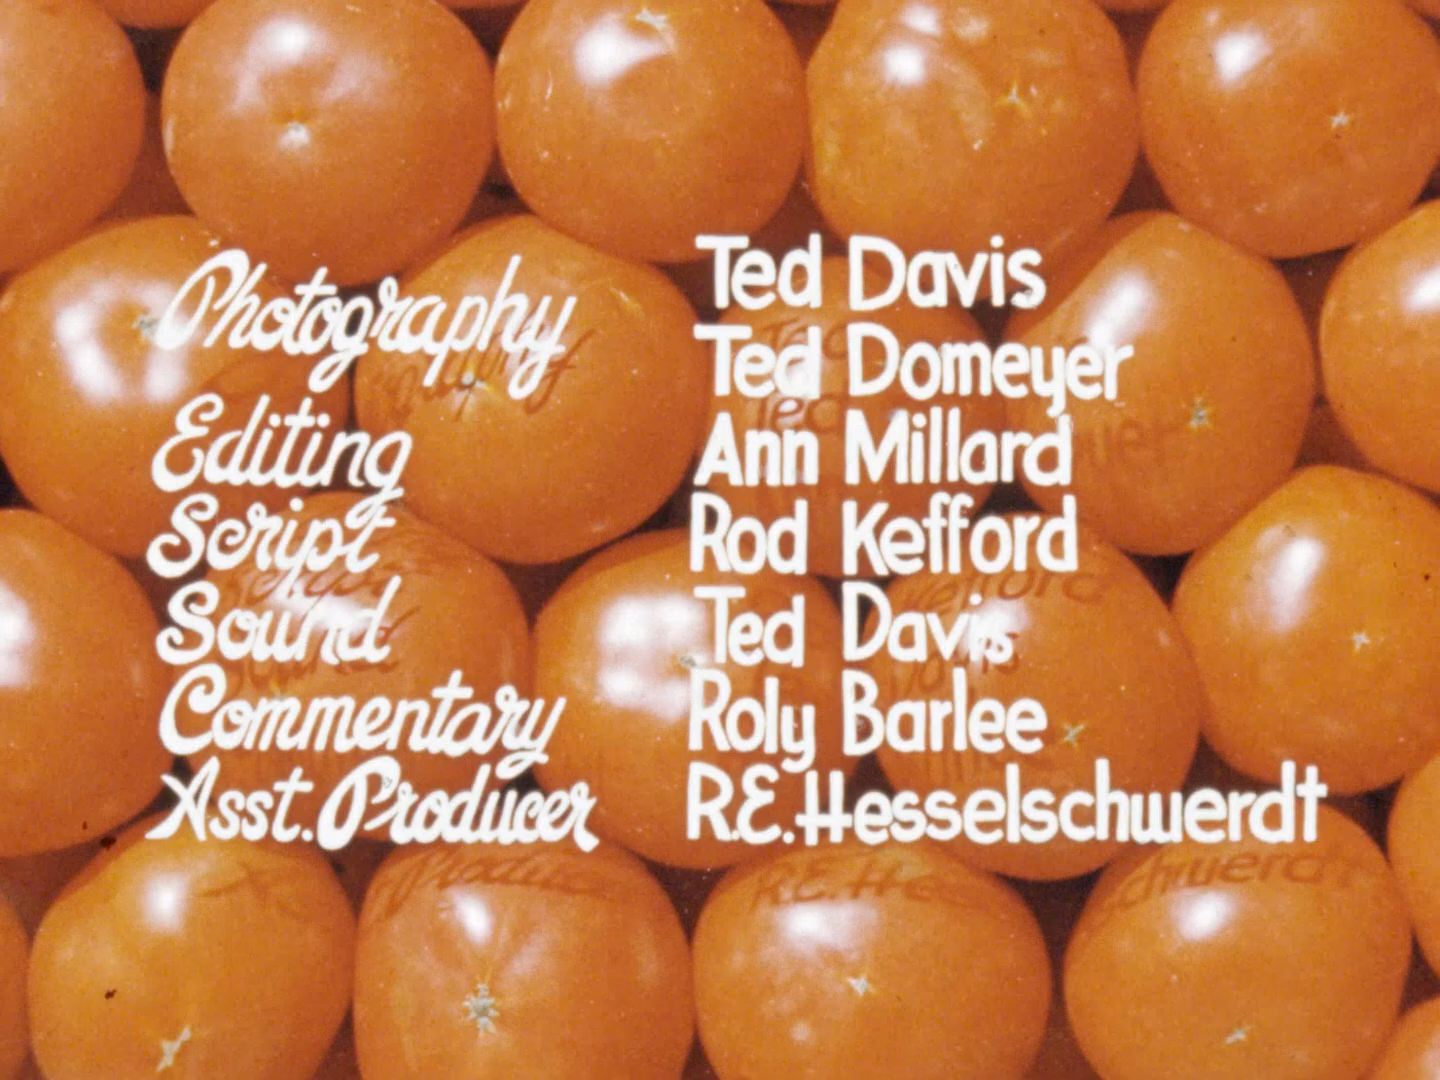 Photography Ted Davis
Ted Domeyer
Editing Ann Millard
Script Rod Kefford
Sound Ted Davis
Commentary Roly Barlee
Asst. Producer R.E. Hesselschwerdt